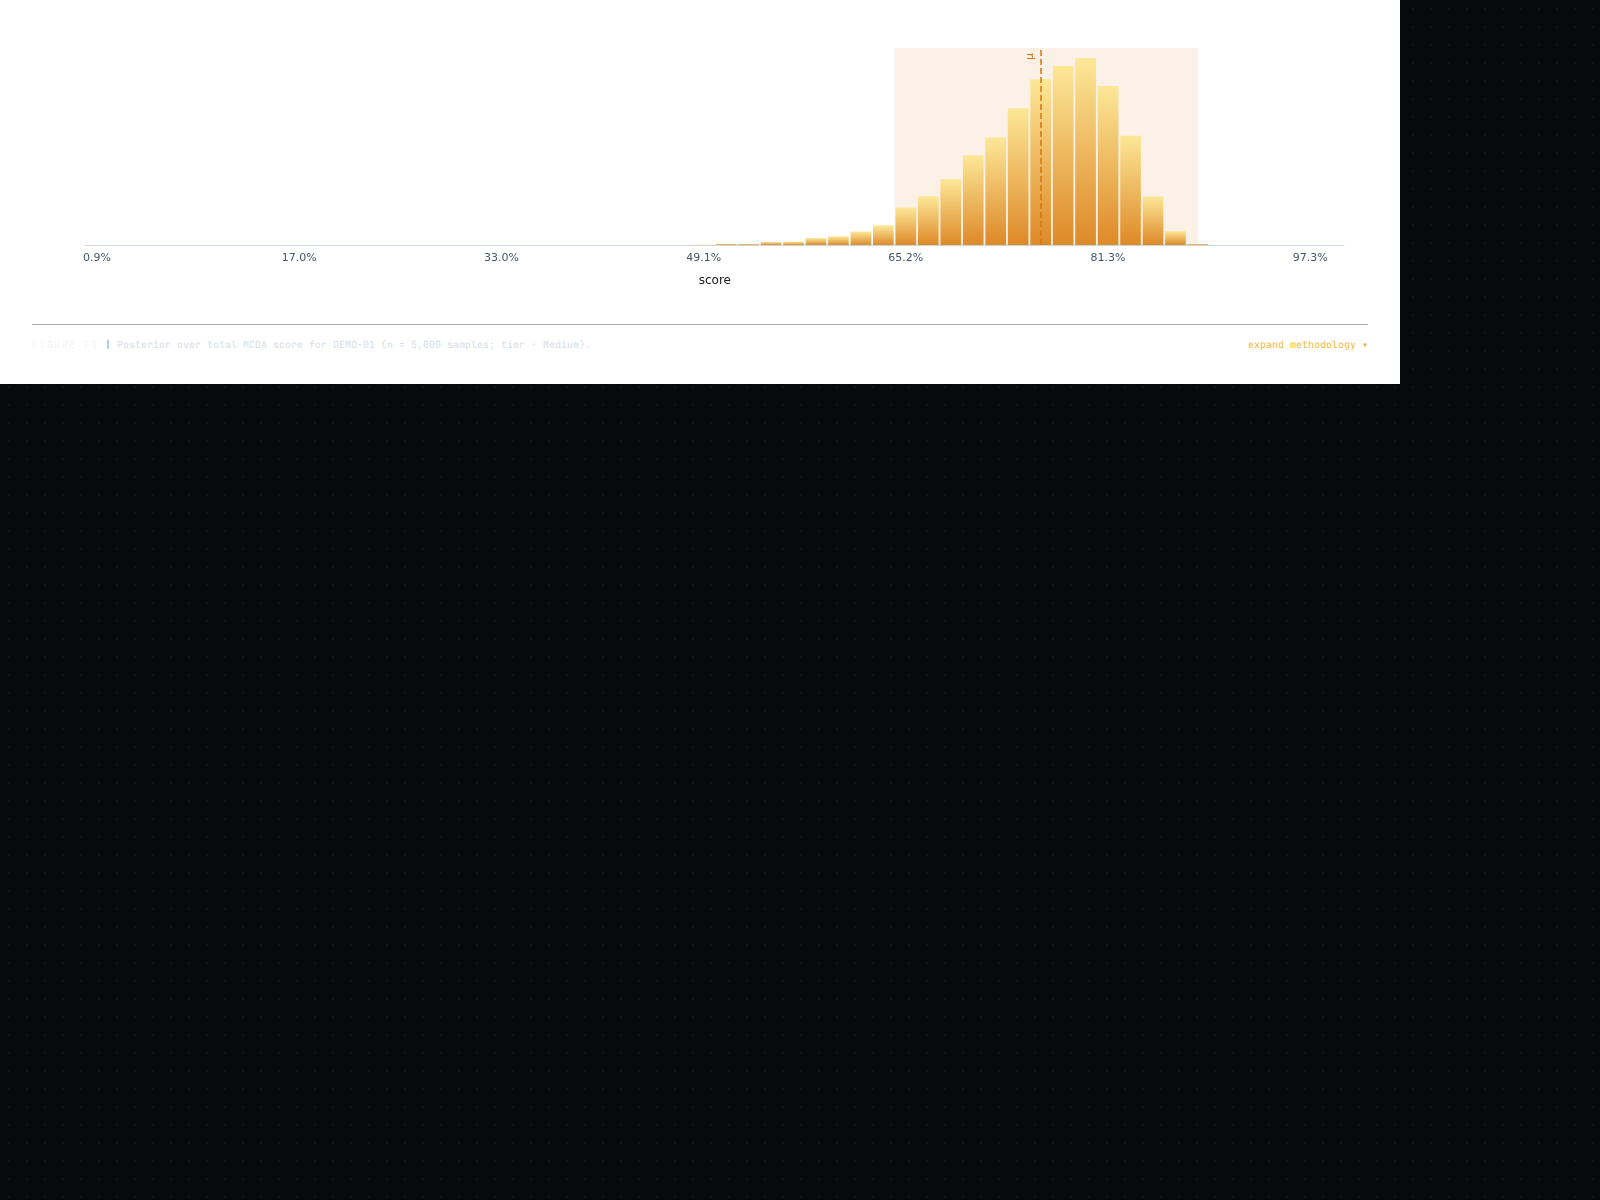 μ
0.9% 17.0% 33.0% 49.1% 65.2% 81.3% 97.3%
score
FIGURE F1 | Posterior over total MCDA score for DEMO-01 (n = 5,000 samples; tier · Medium). expand methodology ▾